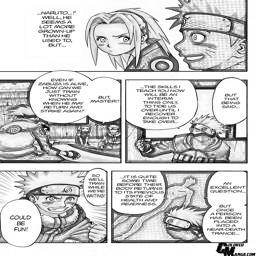 ...NARUTO...?
WELL, HE
SEEMS A
LOT MORE
GROWN-UP
THAN HE
USED TO,
BUT...
BUT
THAT
BEING
SAID...
...THE SKILLS I
TEACH YOU NOW
WILL BE AN
INTERIM
THING ONLY,
TO TIDE US
OVER UNTIL I
RECOVER
ENOUGH TO
TAKE OVER...
BUT,
MASTER!!
EVEN IF
ZABUZA IS ALIVE,
HOW CAN WE
JUST TRAIN
WITHOUT
KNOWING
WHEN HE MAY
RETURN AND
STRIKE AGAIN?
AN
EXCELLENT
QUESTION...
BUT ONCE
A PERSON
HAS BEEN
PLACED INTO
A NEAR-DEATH
TRANCE...
...IT IS QUITE
SOME TIME
BEFORE THEIR
BODY RETURNS
TO ITS PREVIOUS
STATE OF
HEALTH AND
READINESS!
SO WE'LL
TRAIN
WHILE
WE'RE
WAITING!
COULD
BE
FUN!
COLORED
MANGA.COM